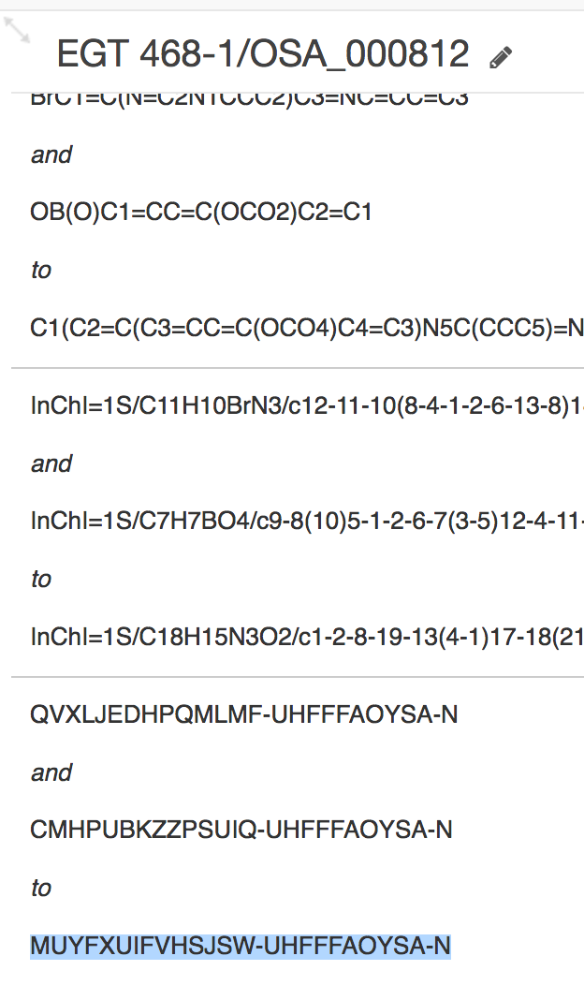 EGT 468-1/OSA_000812
BrC1=C(N=C2N1CCC2)C3=NC=CC=C3
and
OB(O)C1=CC=C(OCO2)C2=C1
to
C1(C2=C(C3=CC=C(OCO4)C4=C3)N5C(CCC5)=N
InChI=1S/C11H10BrN3/c12-11-10(8-4-1-2-6-13-8)1
and
InChI=1S/C7H7BO4/c9-8(10)5-1-2-6-7(3-5)12-4-11-
to
InChI=1S/C18H15N3O2/c1-2-8-19-13(4-1)17-18(21
QVXLJEDHPQMLMF-UHFFFAOYSA-N
and
CMHPUBKZZPSUIQ-UHFFFAOYSA-N
to
MUYFXUIFVHSJSW-UHFFFAOYSA-N